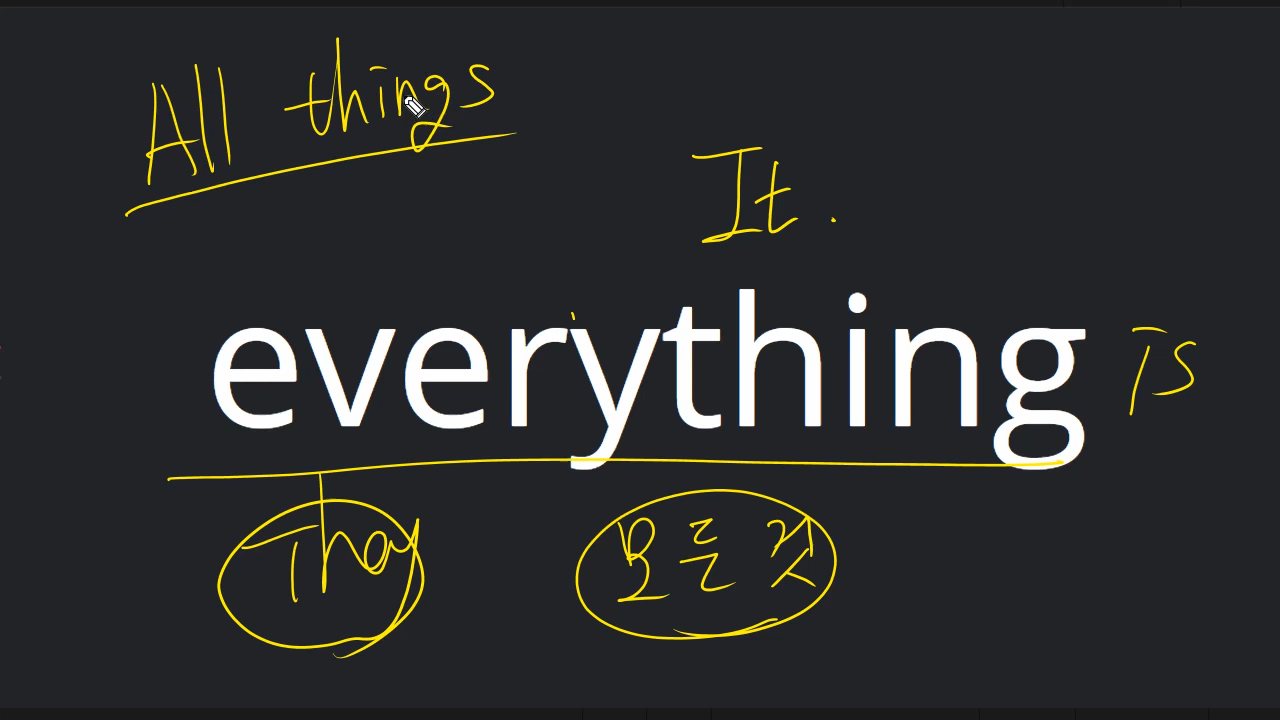 All things
It.
everything is
They
모든 것